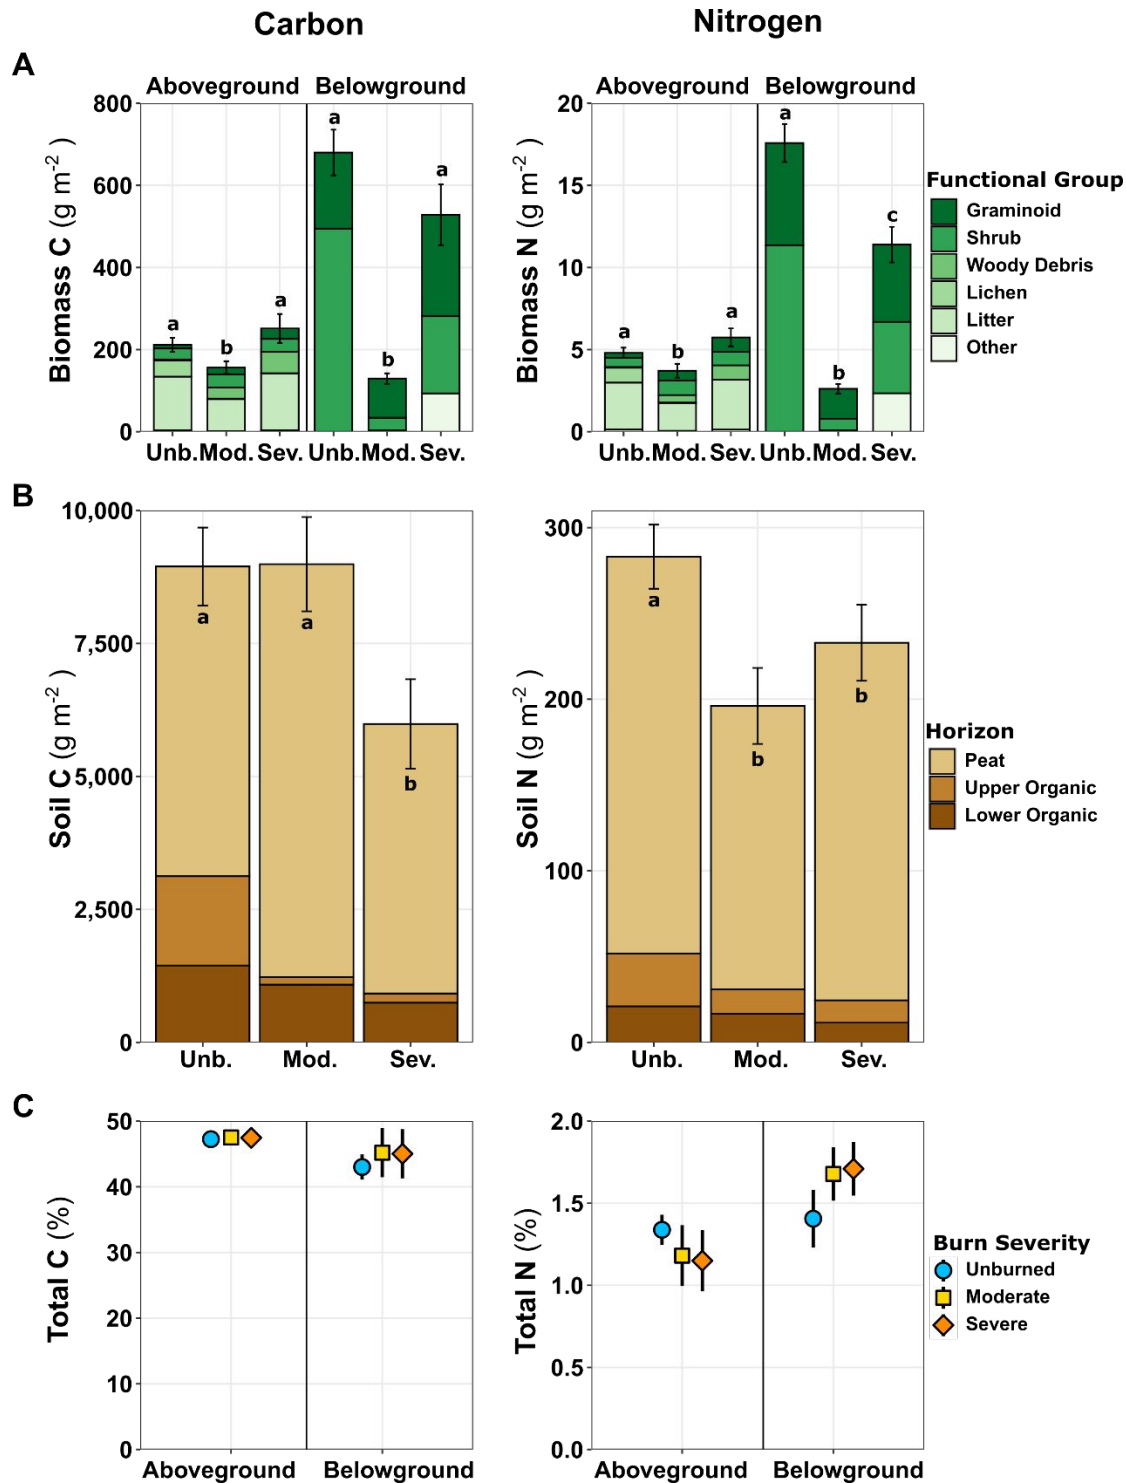 Carbon
Nitrogen
A
Aboveground Belowground
Biomass C (g m-2 )
800
600
400
200
0
a
b
a
a
b
a
Unb. Mod. Sev. Unb. Mod. Sev.
Aboveground Belowground
Biomass N (g m-2 )
20
15
10
5
0
a
b
a
a
b
c
Unb. Mod. Sev. Unb. Mod. Sev.
Functional Group
Graminoid
Shrub
Woody Debris
Lichen
Litter
Other
B
Soil C (g m-2 )
10,000
7,500
5,000
2,500
0
a
a
b
Unb. Mod. Sev.
Soil N (g m-2 )
300
200
100
0
a
b
b
Unb. Mod. Sev.
Horizon
Peat
Upper Organic
Lower Organic
C
Total C (%)
50
40
30
20
10
0
Aboveground Belowground
Total N (%)
2.0
1.5
1.0
0.5
0.0
Aboveground Belowground
Burn Severity
Unburned
Moderate
Severe